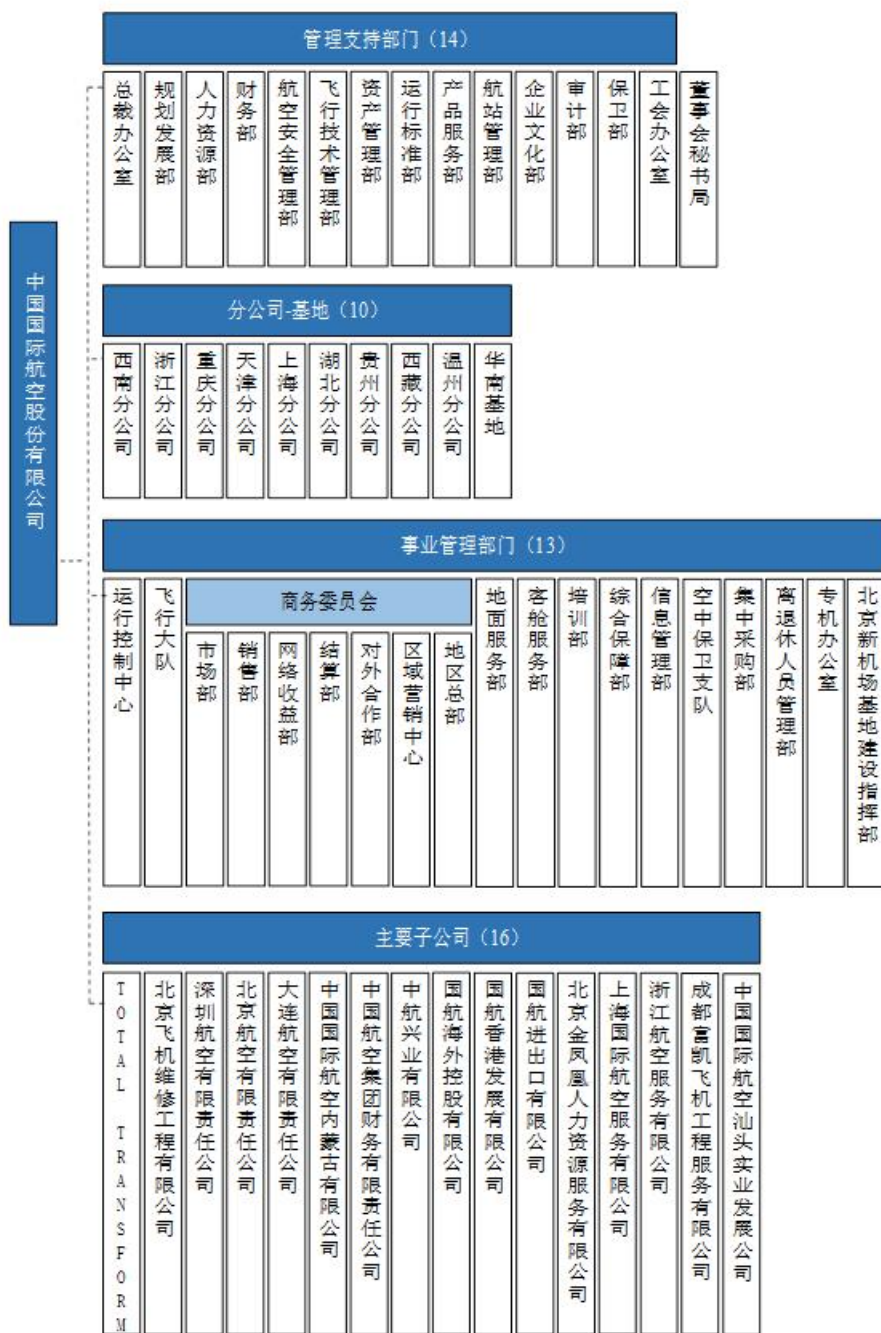 管理支持部门（14）
总裁办公室
规划发展部
人力资源部
财务部
航空安全管理部
飞行技术管理部
资产管理部
运行标准部
产品服务部
航站管理部
企业文化部
审计部
保卫部
工会办公室
董事会秘书局
中国国际航空股份有限公司
分公司-基地（10）
西南分公司
浙江分公司
重庆分公司
天津分公司
上海分公司
湖北分公司
贵州分公司
西藏分公司
温州分公司
华南基地
事业管理部门（13）
运行控制中心
飞行大队
商务委员会
市场部
销售部
网络收益部
结算部
对外合作部
区域营销中心
地区总部
地面服务部
客舱服务部
培训部
综合保障部
信息管理部
空中保卫支队
集中采购部
离退休人员管理部
专机办公室
北京新机场基地建设指挥部
主要子公司（16）
TOTAL TRANSFORM
北京飞机维修工程有限公司
深圳航空有限责任公司
北京航空有限责任公司
大连航空有限责任公司
中国国际航空内蒙古有限公司
中国航空集团财务有限责任公司
中航兴业有限公司
国航海外控股有限公司
国航香港发展有限公司
国航进出口有限公司
北京金凤凰人力资源服务有限公司
上海国际航空服务有限公司
浙江航空服务有限公司
成都富凯飞机工程服务有限公司
中国国际航空汕头实业发展公司